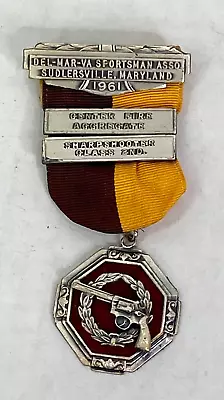 DEL-MAR-VA SPORTSMAN ASSO
SUDLERSVILLE, MARYLAND
1961
CENTER FIRE
AGGREGATE
SHARPSHOOTER
CLASS 2ND.